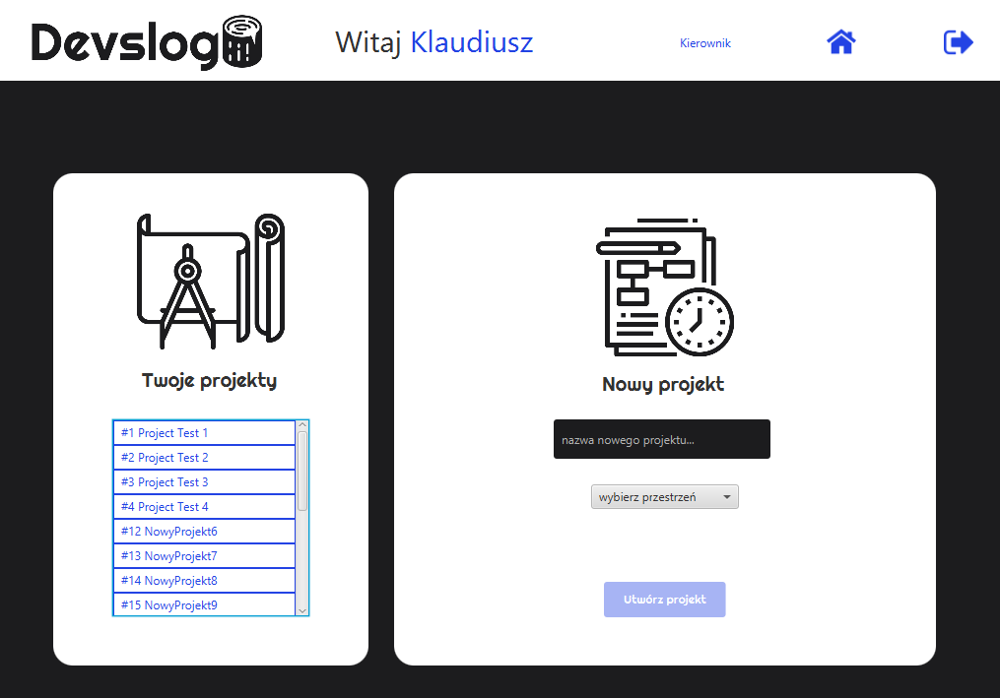 Devslog
Witaj Klaudiusz
Kierownik
Twoje projekty
#1 Project Test 1
#2 Project Test 2
#3 Project Test 3
#4 Project Test 4
#12 NowyProjekt6
#13 NowyProjekt7
#14 NowyProjekt8
#15 NowyProjekt9
Nowy projekt
nazwa nowego projektu...
wybierz przestrzeń
Utwórz projekt